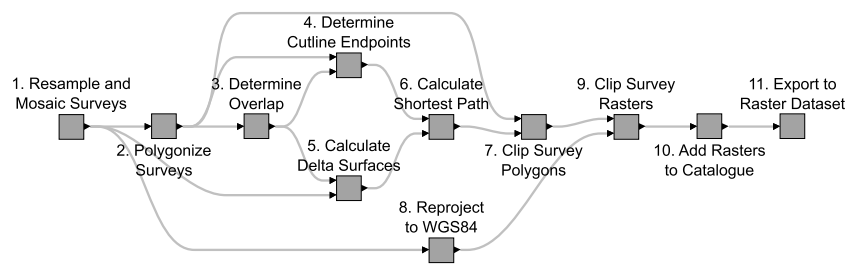 4. Determine
Cutline Endpoints
1. Resample and
Mosaic Surveys
3. Determine
Overlap
6. Calculate
Shortest Path
9. Clip Survey
Rasters
11. Export to
Raster Dataset
2. Polygonize
Surveys
5. Calculate
Delta Surfaces
7. Clip Survey
Polygons
10. Add Rasters
to Catalogue
8. Reproject
to WGS84